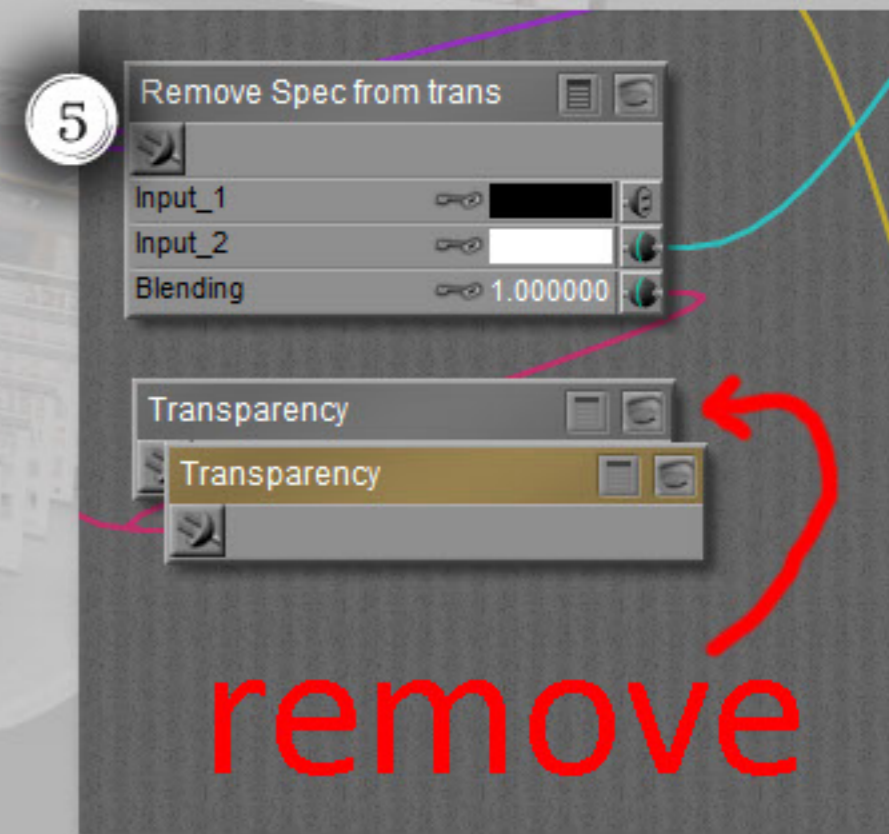 5
Remove Spec from trans
Input_1
Input_2
Blending 1.000000
Transparency
Transparency
remove